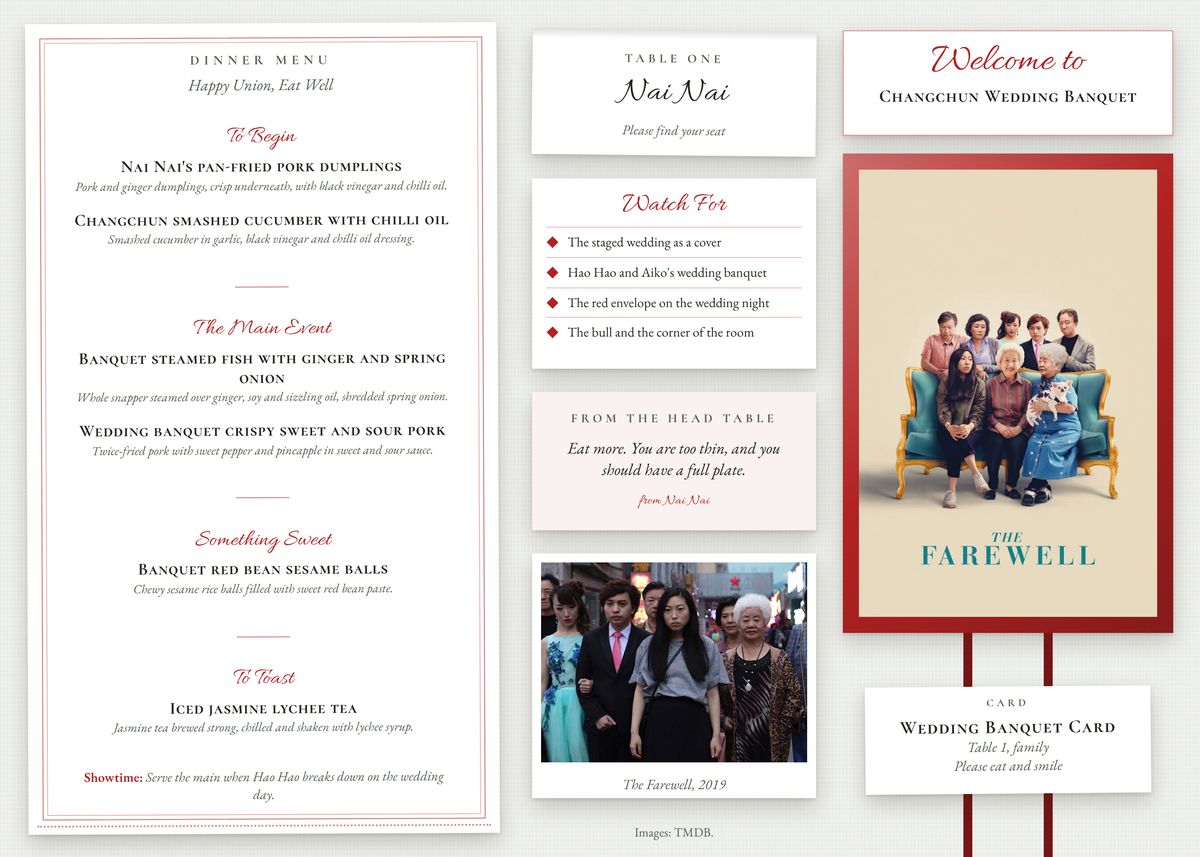 DINNER MENU
Happy Union, Eat Well
To Begin
Nai Nai's pan-fried pork dumplings
Pork and ginger dumplings, crisp underneath, with black vinegar and chilli oil.
Changchun smashed cucumber with chilli oil
Smashed cucumber in garlic, black vinegar and chilli oil dressing.
The Main Event
Banquet steamed fish with ginger and spring
onion
Whole snapper steamed over ginger, soy and sizzling oil, shredded spring onion.
Wedding banquet crispy sweet and sour pork
Twice-fried pork with sweet pepper and pineapple in sweet and sour sauce.
Something Sweet
Banquet red bean sesame balls
Chewy sesame rice balls filled with sweet red bean paste.
To Toast
Iced jasmine lychee tea
Jasmine tea brewed strong, chilled and shaken with lychee syrup.
Showtime: Serve the main when Hao Hao breaks down on the wedding
day.
TABLE ONE
Nai Nai
Please find your seat
Watch For
The staged wedding as a cover
Hao Hao and Aiko's wedding banquet
The red envelope on the wedding night
The bull and the corner of the room
FROM THE HEAD TABLE
Eat more. You are too thin, and you
should have a full plate.
from Nai Nai
The Farewell, 2019
Images: TMDB.
Welcome to
Changchun Wedding Banquet
THE
FAREWELL
CARD
Wedding Banquet Card
Table 1, family
Please eat and smile